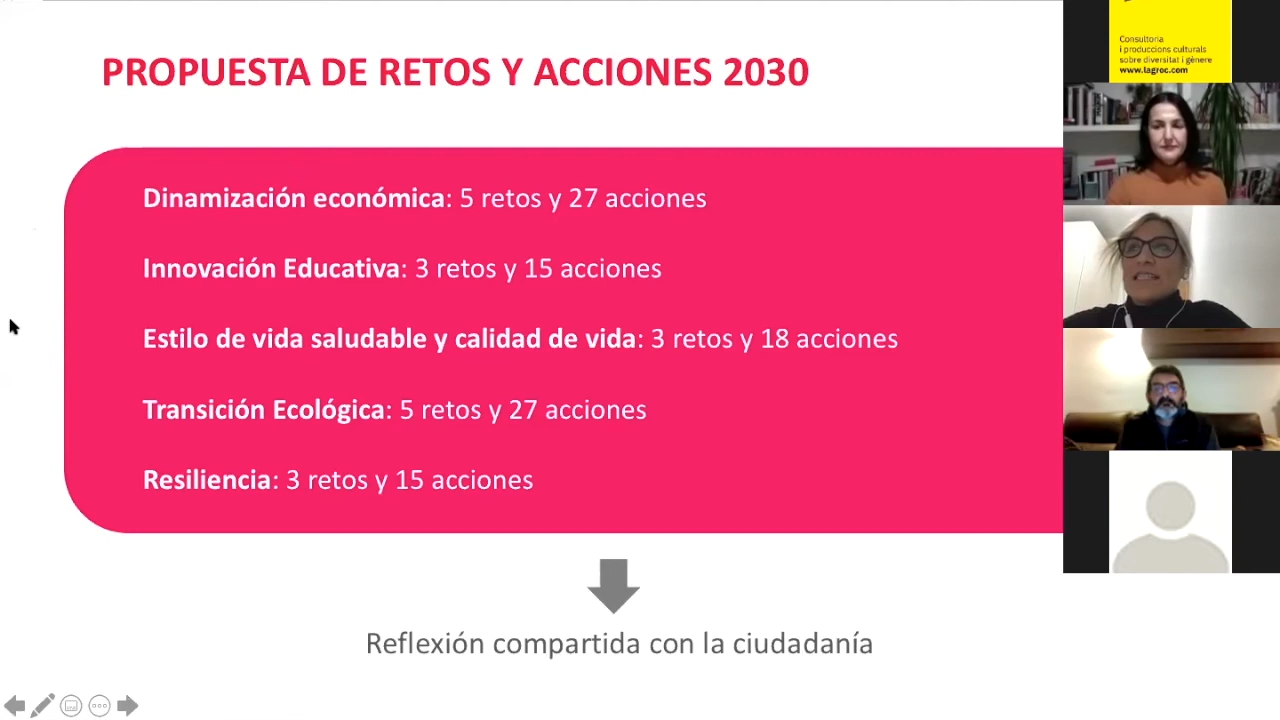 PROPUESTA DE RETOS Y ACCIONES 2030
Dinamización económica: 5 retos y 27 acciones
Innovación Educativa: 3 retos y 15 acciones
Estilo de vida saludable y calidad de vida: 3 retos y 18 acciones
Transición Ecológica: 5 retos y 27 acciones
Resiliencia: 3 retos y 15 acciones
Reflexión compartida con la ciudadanía
Consultoria
i produccions culturals
sobre diversitat i gènere
www.lagroc.com